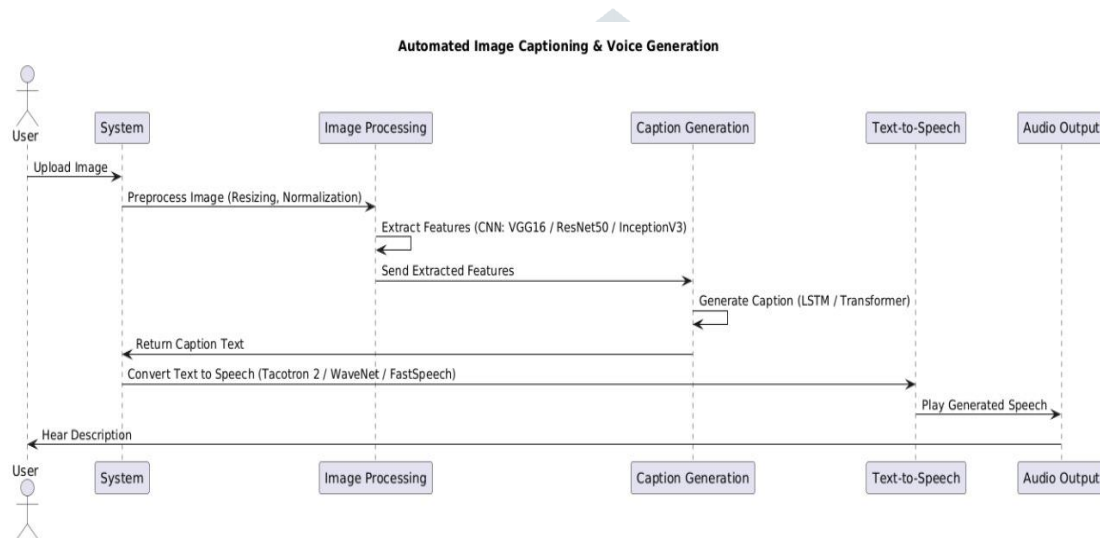 Automated Image Captioning & Voice Generation
User
System
Image Processing
Caption Generation
Text-to-Speech
Audio Output
Upload Image
Preprocess Image (Resizing, Normalization)
Extract Features (CNN: VGG16 / ResNet50 / InceptionV3)
Send Extracted Features
Generate Caption (LSTM / Transformer)
Return Caption Text
Convert Text to Speech (Tacotron 2 / WaveNet / FastSpeech)
Play Generated Speech
Hear Description
User
System
Image Processing
Caption Generation
Text-to-Speech
Audio Output